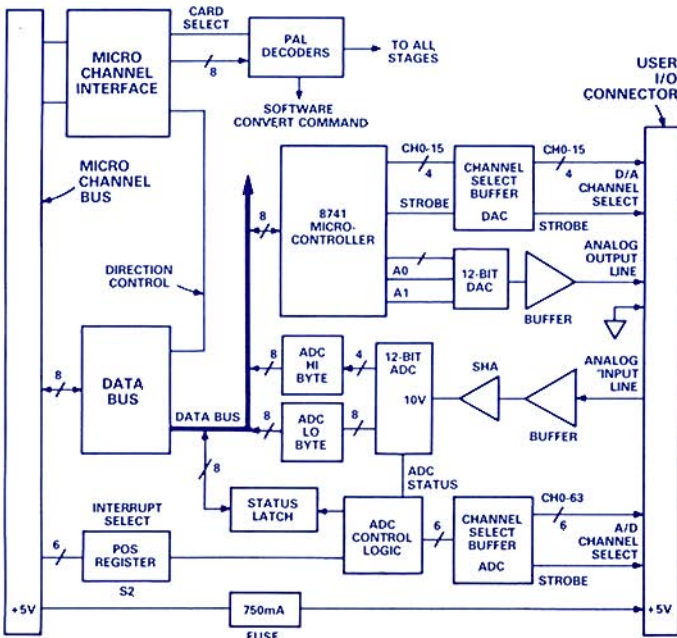 CARD
SELECT
MICRO
CHANNEL
INTERFACE
8
PAL
DECODERS
TO ALL
STAGES
SOFTWARE
CONVERT COMMAND
USER
I/O
CONNECTOR
MICRO
CHANNEL
BUS
8
8741
MICRO-
CONTROLLER
CH0-15
4
STROBE
CHANNEL
SELECT
BUFFER
DAC
CH0-15
4
STROBE
D/A
CHANNEL
SELECT
A0
A1
12-BIT
DAC
BUFFER
ANALOG
OUTPUT
LINE
DIRECTION
CONTROL
8
DATA
BUS
DATA BUS
8
ADC
HI
BYTE
4
12-BIT
ADC
10V
SHA
BUFFER
ANALOG
INPUT
LINE
8
ADC
LO
BYTE
8
8
ADC
STATUS
STATUS
LATCH
ADC
CONTROL
LOGIC
6
CHANNEL
SELECT
BUFFER
ADC
CH0-63
6
STROBE
A/D
CHANNEL
SELECT
INTERRUPT
SELECT
6
POS
REGISTER
S2
+5V
750mA
FUSE
+5V